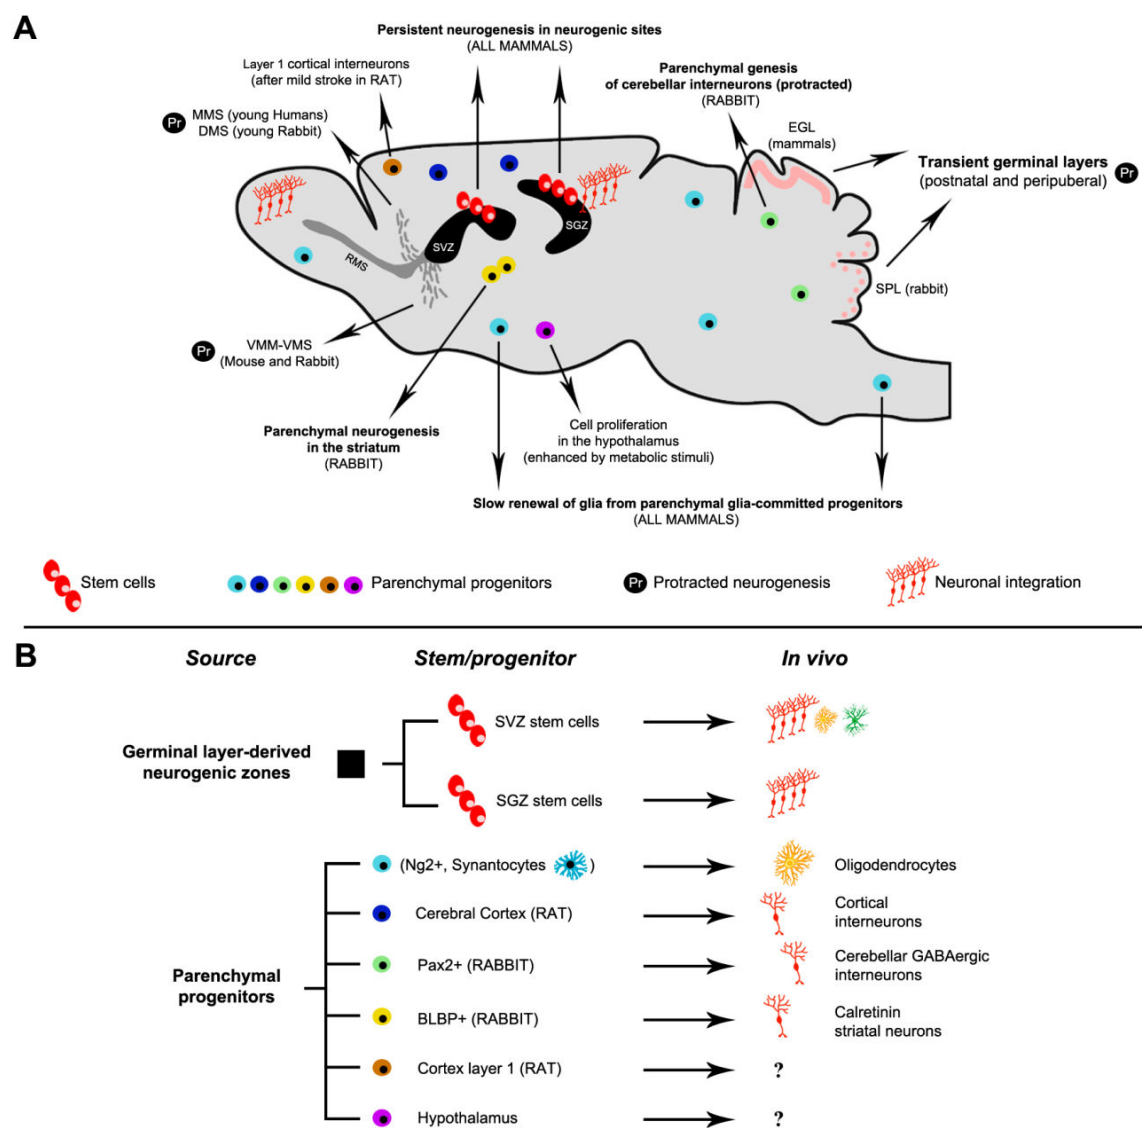 A
Persistent neurogenesis in neurogenic sites
(ALL MAMMALS)
Layer 1 cortical interneurons
(after mild stroke in RAT)
Parenchymal genesis
of cerebellar interneurons (protracted)
(RABBIT)
Pr
MMS (young Humans)
DMS (young Rabbit)
EGL
(mammals)
Transient germinal layers
(postnatal and peripuberal)
Pr
SVZ
SGZ
RMS
SPL (rabbit)
Pr
VMM-VMS
(Mouse and Rabbit)
Parenchymal neurogenesis
in the striatum
(RABBIT)
Cell proliferation
in the hypothalamus
(enhanced by metabolic stimuli)
Slow renewal of glia from parenchymal glia-committed progenitors
(ALL MAMMALS)
Stem cells
Parenchymal progenitors
Pr
Protracted neurogenesis
Neuronal integration
B
Source
Stem/progenitor
In vivo
Germinal layer-derived
neurogenic zones
SVZ stem cells
SGZ stem cells
Parenchymal
progenitors
(Ng2+, Synantocytes )
Oligodendrocytes
Cerebral Cortex (RAT)
Cortical
interneurons
Pax2+ (RABBIT)
Cerebellar GABAergic
interneurons
BLBP+ (RABBIT)
Calretinin
striatal neurons
Cortex layer 1 (RAT)
?
Hypothalamus
?